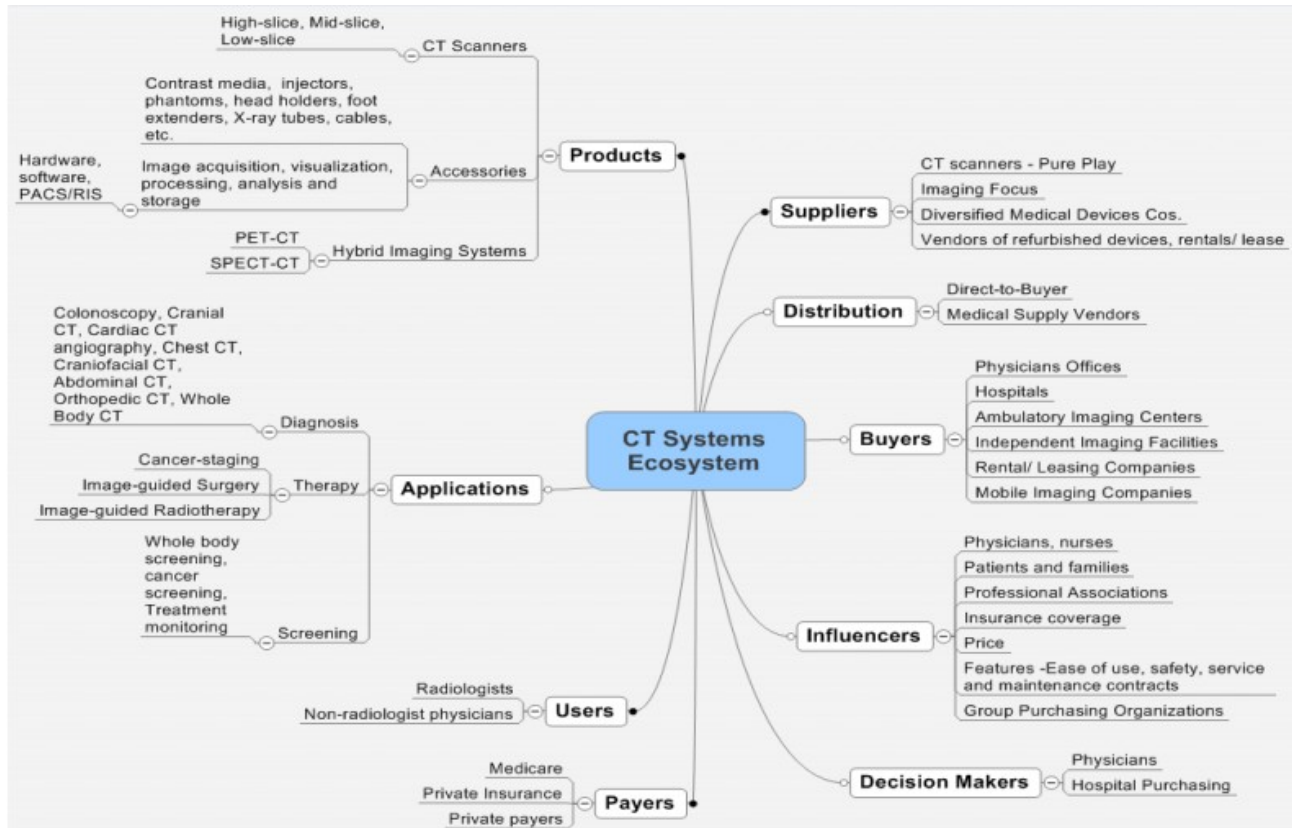 High-slice, Mid-slice,
Low-slice
CT Scanners
Contrast media, injectors,
phantoms, head holders, foot
extenders, X-ray tubes, cables,
etc.
Hardware,
software,
PACS/RIS
Image acquisition, visualization,
processing, analysis and
storage
Accessories
PET-CT
SPECT-CT
Hybrid Imaging Systems
Products
Colonoscopy, Cranial
CT, Cardiac CT
angiography, Chest CT,
Craniofacial CT,
Abdominal CT,
Orthopedic CT, Whole
Body CT
Diagnosis
Cancer-staging
Image-guided Surgery
Image-guided Radiotherapy
Therapy
Whole body
screening,
cancer
screening,
Treatment
monitoring
Screening
Applications
Radiologists
Non-radiologist physicians
Users
Medicare
Private Insurance
Private payers
Payers
CT Systems
Ecosystem
Suppliers
CT scanners - Pure Play
Imaging Focus
Diversified Medical Devices Cos.
Vendors of refurbished devices, rentals/ lease
Distribution
Direct-to-Buyer
Medical Supply Vendors
Buyers
Physicians Offices
Hospitals
Ambulatory Imaging Centers
Independent Imaging Facilities
Rental/ Leasing Companies
Mobile Imaging Companies
Influencers
Physicians, nurses
Patients and families
Professional Associations
Insurance coverage
Price
Features -Ease of use, safety, service
and maintenance contracts
Group Purchasing Organizations
Decision Makers
Physicians
Hospital Purchasing